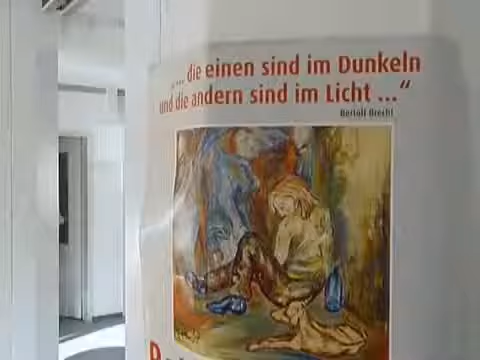 „... die einen sind im Dunkeln
und die andern sind im Licht ...“
Bertolt Brecht